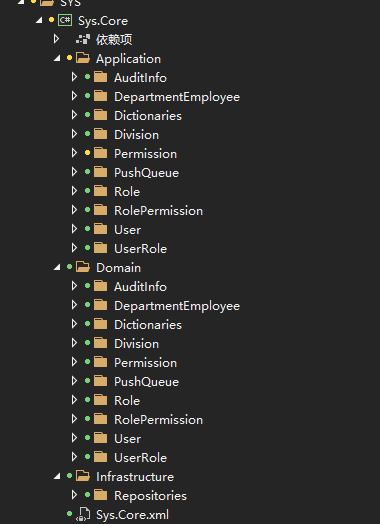 SYS
C# Sys.Core
依赖项
Application
AuditInfo
DepartmentEmployee
Dictionaries
Division
Permission
PushQueue
Role
RolePermission
User
UserRole
Domain
AuditInfo
DepartmentEmployee
Dictionaries
Division
Permission
PushQueue
Role
RolePermission
User
UserRole
Infrastructure
Repositories
Sys.Core.xml